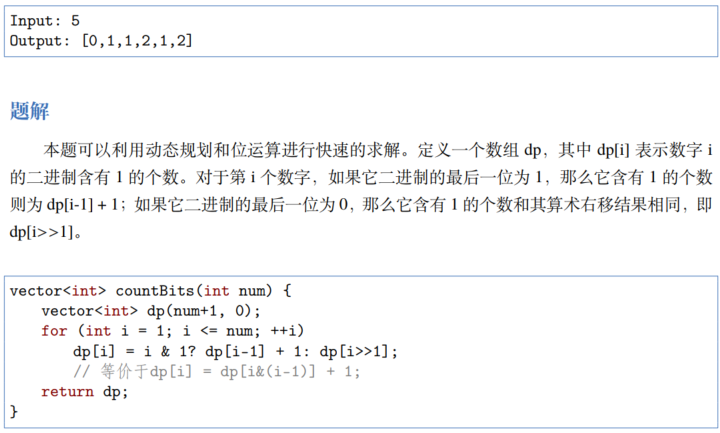 Input: 5
Output: [0,1,1,2,1,2]
题解
本题可以利用动态规划和位运算进行快速的求解。定义一个数组 dp，其中 dp[i] 表示数字 i
的二进制含有 1 的个数。对于第 i 个数字，如果它二进制的最后一位为 1，那么它含有 1 的个数
则为 dp[i-1] + 1；如果它二进制的最后一位为 0，那么它含有 1 的个数和其算术右移结果相同，即
dp[i>>1]。
vector<int> countBits(int num) {
    vector<int> dp(num+1, 0);
    for (int i = 1; i <= num; ++i)
        dp[i] = i & 1? dp[i-1] + 1: dp[i>>1];
        // 等价于dp[i] = dp[i&(i-1)] + 1;
    return dp;
}